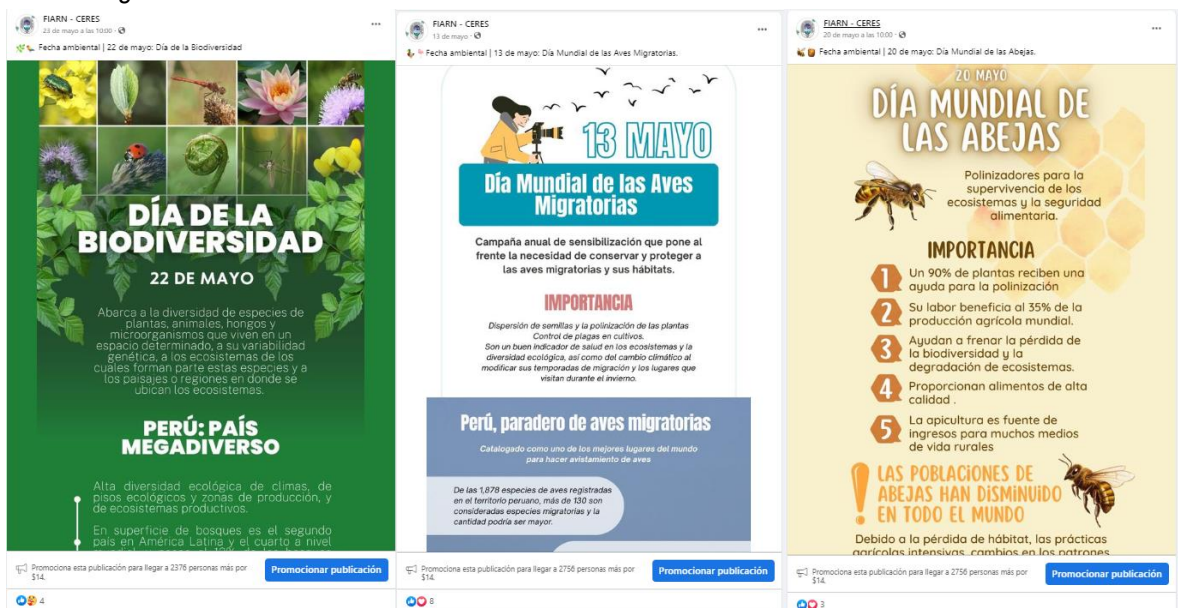 FIARN - CERES
23 de mayo a las 10:00
Fecha ambiental | 22 de mayo: Día de la Biodiversidad
DÍA DE LA
BIODIVERSIDAD
22 DE MAYO
Abarca a la diversidad de especies de
plantas, animales, hongos y
microorganismos que viven en un
espacio determinado, a su variabilidad
genética, a los ecosistemas de los
cuales forman parte estas especies y a
los paisajes o regiones en donde se
ubican los ecosistemas.
PERÚ: PAÍS
MEGADIVERSO
Alta diversidad ecológica de climas, de
pisos ecológicos y zonas de producción, y
de ecosistemas productivos.
En superficie de bosques es el segundo
país en América Latina y el cuarto a nivel
Promociona esta publicación para llegar a 2376 personas más por
$14.
Promocionar publicación
4
FIARN - CERES
13 de mayo
Fecha ambiental | 13 de mayo: Día Mundial de las Aves Migratorias.
13 MAYO
Día Mundial de las Aves
Migratorias
Campaña anual de sensibilización que pone al
frente la necesidad de conservar y proteger a
las aves migratorias y sus hábitats.
IMPORTANCIA
Dispersión de semillas y la polinización de las plantas
Control de plagas en cultivos.
Son un buen indicador de salud en los ecosistemas y la
diversidad ecológica, así como del cambio climático al
modificar sus temporadas de migración y los lugares que
visitan durante el invierno.
Perú, paradero de aves migratorias
Catalogado como uno de los mejores lugares del mundo
para hacer avistamiento de aves
De las 1,878 especies de aves registradas
en el territorio peruano, más de 130 son
consideradas especies migratorias y la
cantidad podría ser mayor.
Promociona esta publicación para llegar a 2756 personas más por
$14.
Promocionar publicación
8
FIARN - CERES
20 de mayo a las 10:00
Fecha ambiental | 20 de mayo: Día Mundial de las Abejas.
20 MAYO
DÍA MUNDIAL DE
LAS ABEJAS
Polinizadores para la
supervivencia de los
ecosistemas y la seguridad
alimentaria.
IMPORTANCIA
1 Un 90% de plantas reciben una
ayuda para la polinización
2 Su labor beneficia al 35% de la
producción agrícola mundial.
3 Ayudan a frenar la pérdida de
la biodiversidad y la
degradación de ecosistemas.
4 Proporcionan alimentos de alta
calidad .
5 La apicultura es fuente de
ingresos para muchos medios
de vida rurales
! LAS POBLACIONES DE
ABEJAS HAN DISMINUIDO
EN TODO EL MUNDO
Debido a la pérdida de hábitat, las prácticas
agrícolas intensivas, cambios en los patrones
Promociona esta publicación para llegar a 2756 personas más por
$14.
Promocionar publicación
3